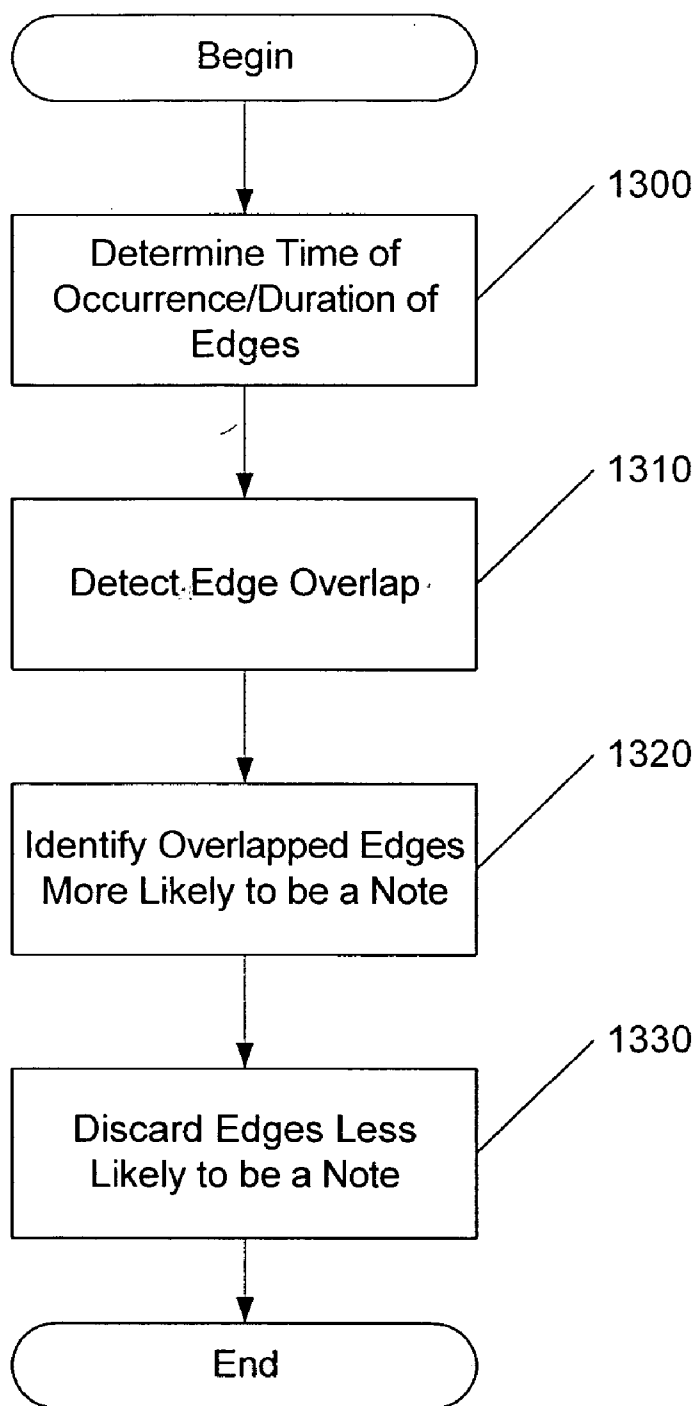 Begin
1300
Determine Time of
Occurrence/Duration of
Edges
1310
Detect Edge Overlap
1320
Identify Overlapped Edges
More Likely to be a Note
1330
Discard Edges Less
Likely to be a Note
End